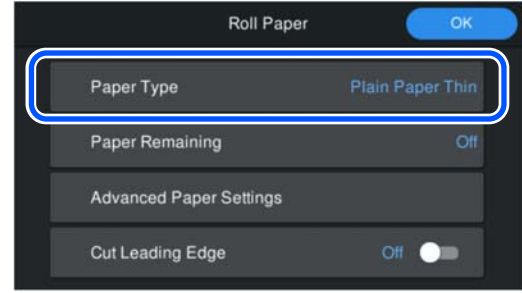 Roll Paper OK
Paper Type Plain Paper Thin
Paper Remaining Off
Advanced Paper Settings
Cut Leading Edge Off